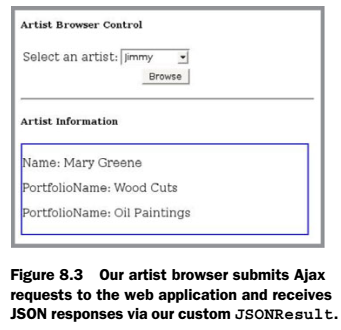 Artist Browser Control
Select an artist: Jimmy
Browse
Artist Information
Name: Mary Greene
PortfolioName: Wood Cuts
PortfolioName: Oil Paintings
Figure 8.3 Our artist browser submits Ajax
requests to the web application and receives
JSON responses via our custom JSONResult.